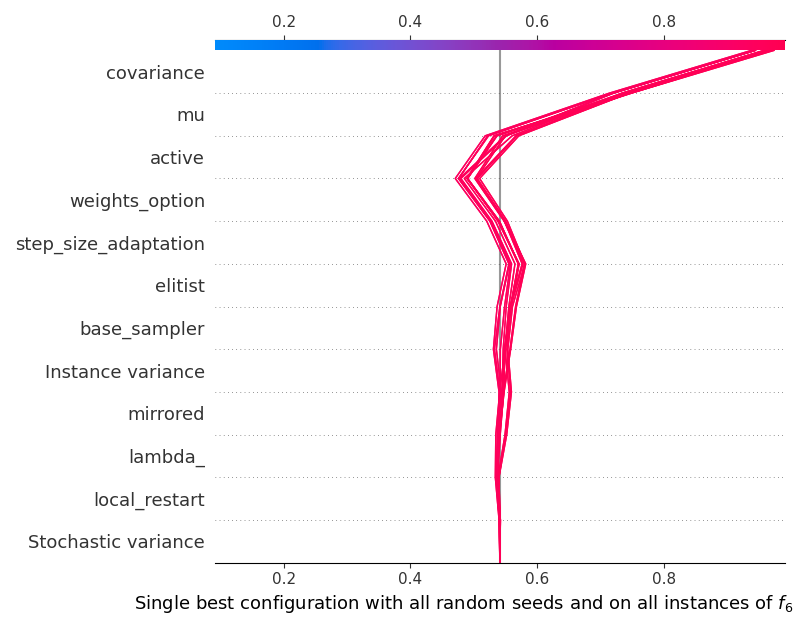 0.2 0.4 0.6 0.8
covariance
mu
active
weights_option
step_size_adaptation
elitist
base_sampler
Instance variance
mirrored
lambda_
local_restart
Stochastic variance
0.2 0.4 0.6 0.8
Single best configuration with all random seeds and on all instances of f₆